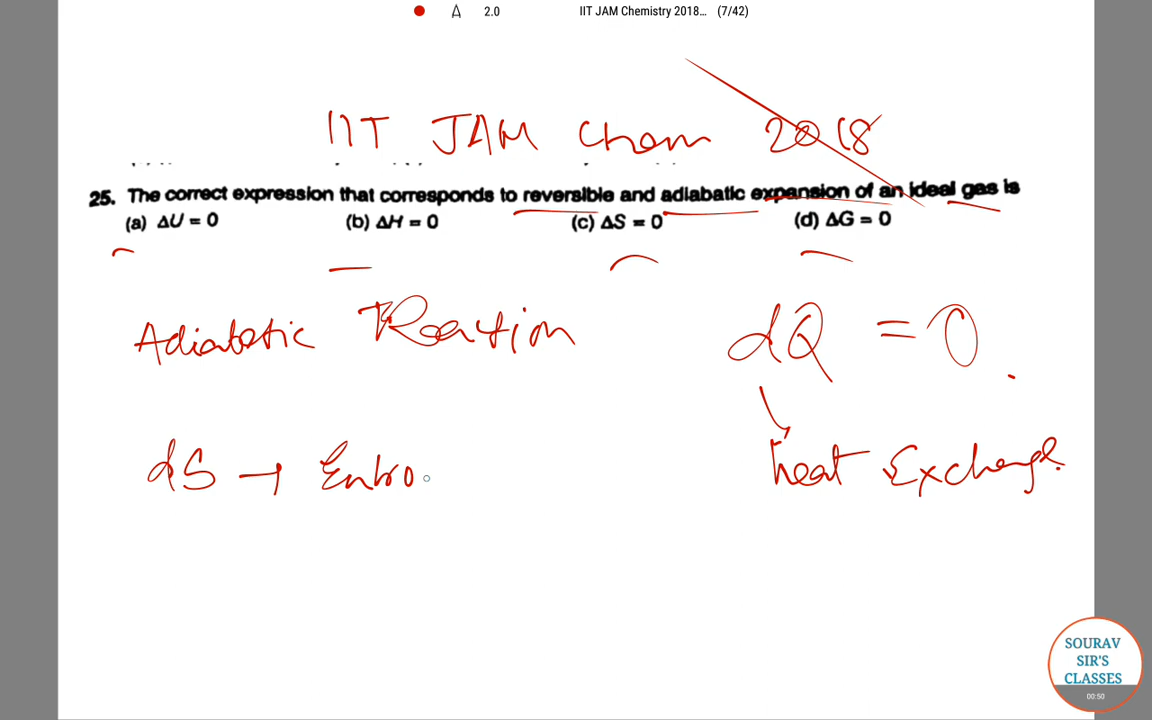 2.0 IIT JAM Chemistry 2018... (7/42)
IIT JAM Chem 2018
25. The correct expression that corresponds to reversible and adiabatic expansion of an ideal gas is
(a) ΔU = 0 (b) ΔH = 0 (c) ΔS = 0 (d) ΔG = 0
Adiabatic Reaction dQ = 0.
dS → Entro
heat Exchange.
SOURAV
SIR'S
CLASSES
00:50